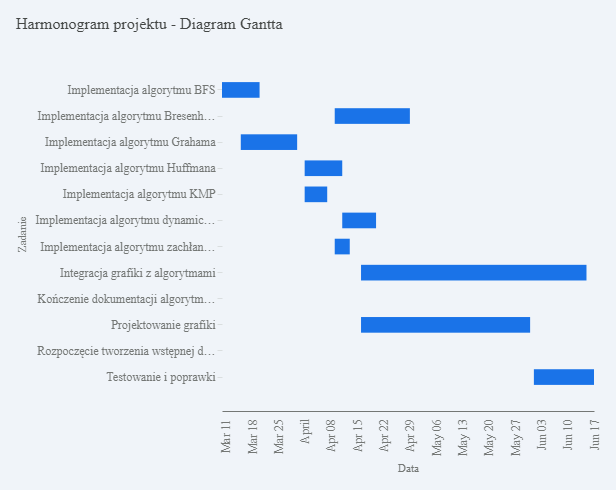 Harmonogram projektu - Diagram Gantta
Implementacja algorytmu BFS
Implementacja algorytmu Bresenh…
Implementacja algorytmu Grahama
Implementacja algorytmu Huffmana
Implementacja algorytmu KMP
Implementacja algorytmu dynamic…
Implementacja algorytmu zachłan…
Integracja grafiki z algorytmami
Kończenie dokumentacji algorytm…
Projektowanie grafiki
Rozpoczęcie tworzenia wstępnej d…
Testowanie i poprawki
Zadanie
Mar 11
Mar 18
Mar 25
April
Apr 08
Apr 15
Apr 22
Apr 29
May 06
May 13
May 20
May 27
Jun 03
Jun 10
Jun 17
Data